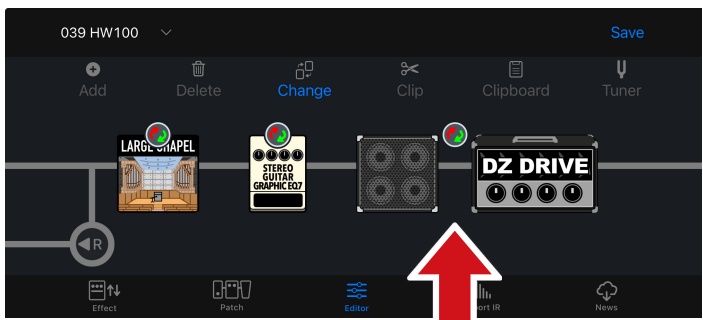 039 HW100
Save
Add
Delete
Change
Clip
Clipboard
Tuner
LARGE CHAPEL
STEREO
GUITAR
GRAPHIC EQ7
DZ DRIVE
R
Effect
Patch
Editor
ort IR
News